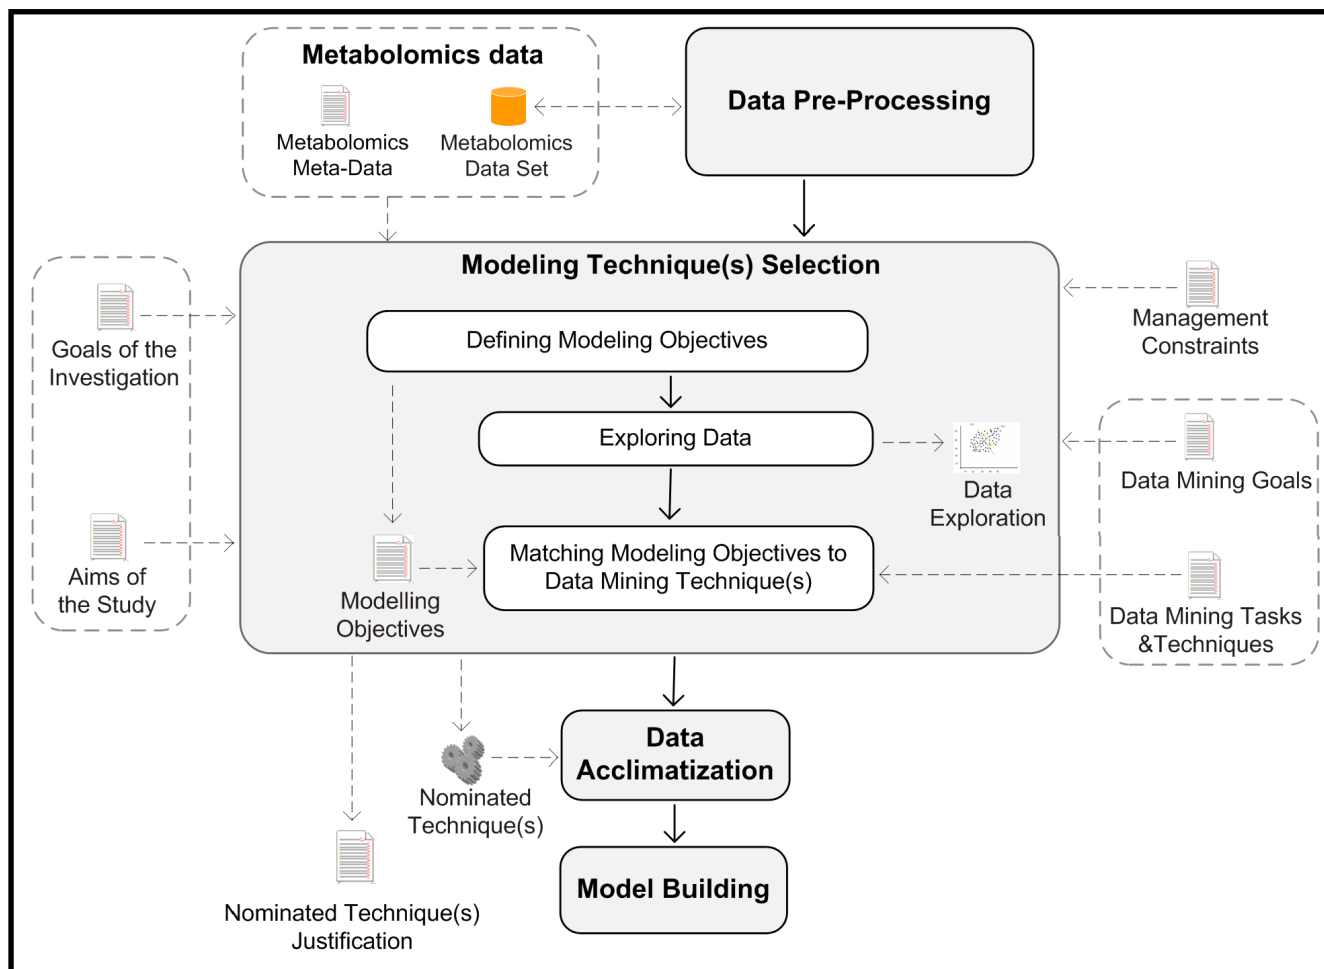 Metabolomics data
Metabolomics
Meta-Data
Metabolomics
Data Set
Data Pre-Processing
Modeling Technique(s) Selection
Goals of the
Investigation
Aims of
the Study
Defining Modeling Objectives
Exploring Data
Data
Exploration
Matching Modeling Objectives to
Data Mining Technique(s)
Modelling
Objectives
Management
Constraints
Data Mining Goals
Data Mining Tasks
&Techniques
Data
Acclimatization
Nominated
Technique(s)
Model Building
Nominated Technique(s)
Justification